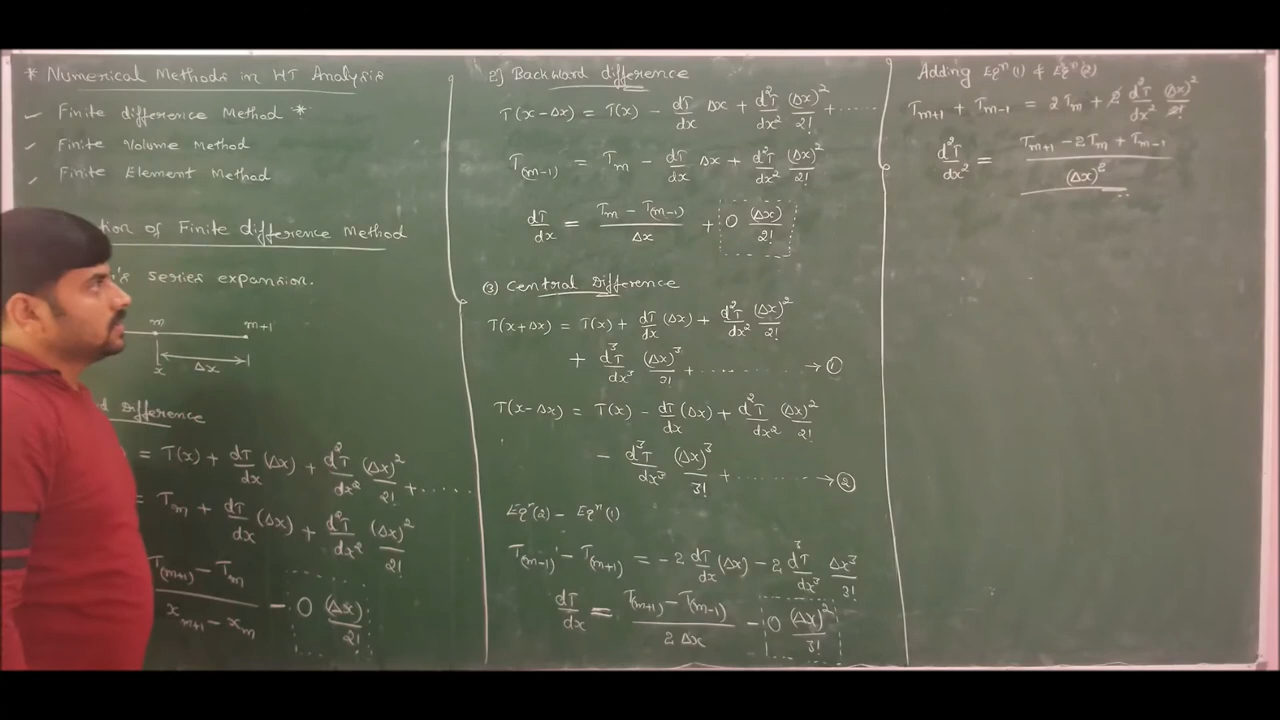 * Numerical Methods in HT Analysis
✓ Finite difference Method *
✓ Finite Volume Method
✓ Finite Element Method
tion of Finite difference Method
's series expansion.
m m+1
x Δx
d Difference
= T(x) + dT/dx (Δx) + d²T/dx² (Δx)²/2! + ......
= Tm + dT/dx (Δx) + d²T/dx² (Δx)²/2!
T(m+1) - Tm / xm+1 - xm - O (Δx)/2!
2) Backward difference
T(x-Δx) = T(x) - dT/dx Δx + d²T/dx² (Δx)²/2! + ......
T(m-1) = Tm - dT/dx Δx + d²T/dx² (Δx)²/2!
dT/dx = Tm - T(m-1) / Δx + O (Δx)/2!
(3) Central Difference
T(x+Δx) = T(x) + dT/dx (Δx) + d²T/dx² (Δx)²/2!
+ d³T/dx³ (Δx)³/3! + ............ → ①
T(x-Δx) = T(x) - dT/dx (Δx) + d²T/dx² (Δx)²/2!
- d³T/dx³ (Δx)³/3! + ............ → ②
Eqⁿ(2) - Eqⁿ(1)
T(m-1) - T(m+1) = -2 dT/dx (Δx) - 2 d³T/dx³ Δx³/3!
dT/dx = T(m+1) - T(m-1) / 2Δx - O (Δx)²/3!
Adding Eqⁿ(1) & Eqⁿ(2)
Tm+1 + Tm-1 = 2Tm + 2 d²T/dx² (Δx)²/2!
d²T/dx² = Tm+1 - 2Tm + Tm-1 / (Δx)²